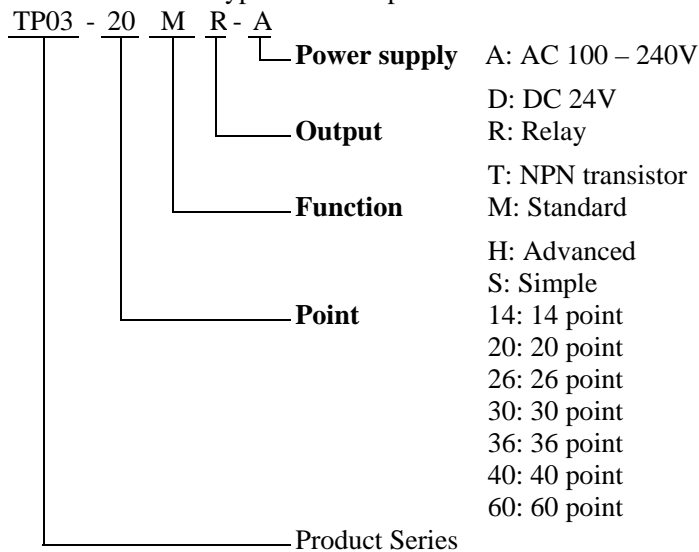 TP03 - 20 M R - A
Power supply A: AC 100 – 240V
D: DC 24V
Output R: Relay
T: NPN transistor
Function M: Standard
H: Advanced
S: Simple
Point 14: 14 point
20: 20 point
26: 26 point
30: 30 point
36: 36 point
40: 40 point
60: 60 point
Product Series